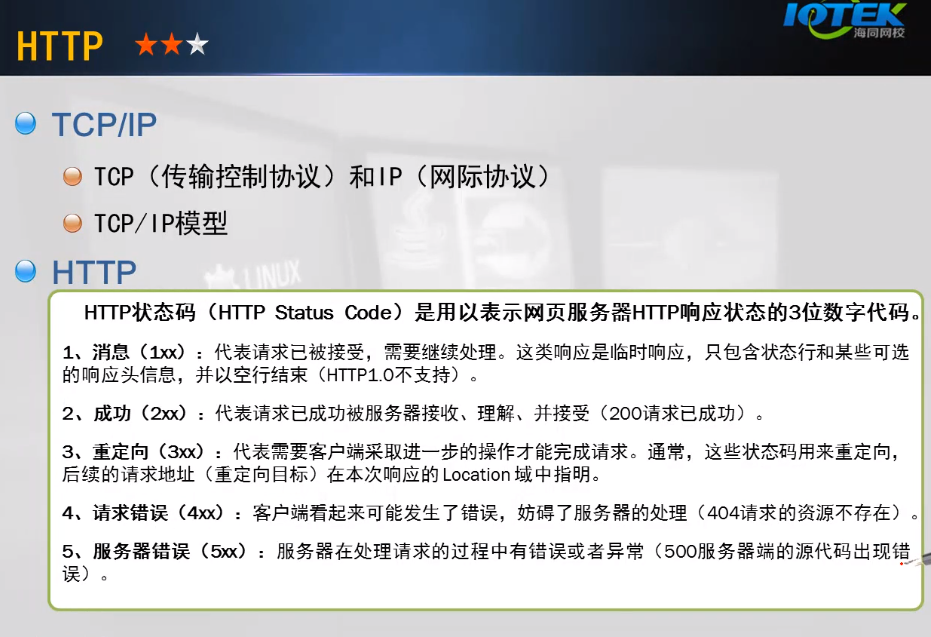 IOTEK
海同网校
HTTP
TCP/IP
TCP（传输控制协议）和IP（网际协议）
TCP/IP模型
HTTP
LINUX
HTTP状态码（HTTP Status Code）是用以表示网页服务器HTTP响应状态的3位数字代码。
1、消息（1xx）：代表请求已被接受，需要继续处理。这类响应是临时响应，只包含状态行和某些可选
的响应头信息，并以空行结束（HTTP1.0不支持）。
2、成功（2xx）：代表请求已成功被服务器接收、理解、并接受（200请求已成功）。
3、重定向（3xx）：代表需要客户端采取进一步的操作才能完成请求。通常，这些状态码用来重定向，
后续的请求地址（重定向目标）在本次响应的Location域中指明。
4、请求错误（4xx）：客户端看起来可能发生了错误，妨碍了服务器的处理（404请求的资源不存在）。
5、服务器错误（5xx）：服务器在处理请求的过程中有错误或者异常（500服务器端的源代码出现错
误）。